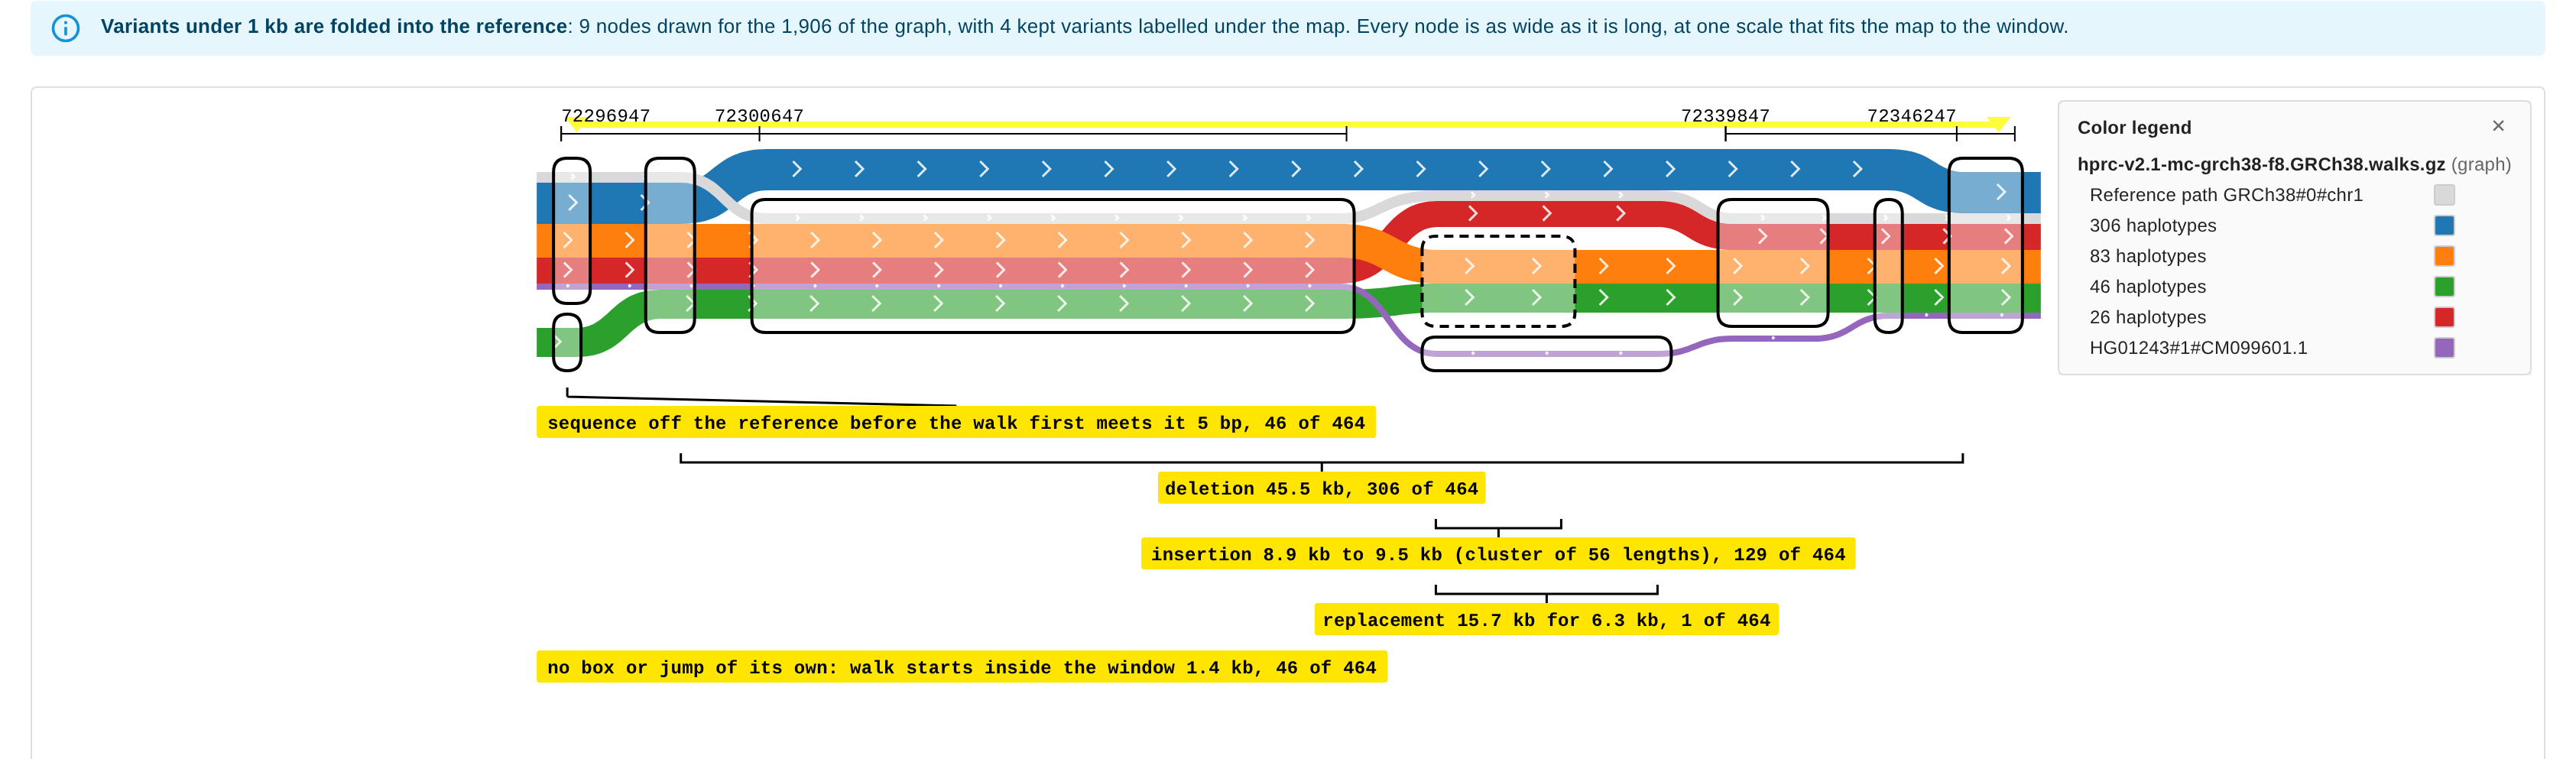 Variants under 1 kb are folded into the reference: 9 nodes drawn for the 1,906 of the graph, with 4 kept variants labelled under the map. Every node is as wide as it is long, at one scale that fits the map to the window.
72296947 72300647 72339847 72346247
Color legend ×
hprc-v2.1-mc-grch38-f8.GRCh38.walks.gz (graph)
Reference path GRCh38#0#chr1
306 haplotypes
83 haplotypes
46 haplotypes
26 haplotypes
HG01243#1#CM099601.1
sequence off the reference before the walk first meets it 5 bp, 46 of 464
deletion 45.5 kb, 306 of 464
insertion 8.9 kb to 9.5 kb (cluster of 56 lengths), 129 of 464
replacement 15.7 kb for 6.3 kb, 1 of 464
no box or jump of its own: walk starts inside the window 1.4 kb, 46 of 464